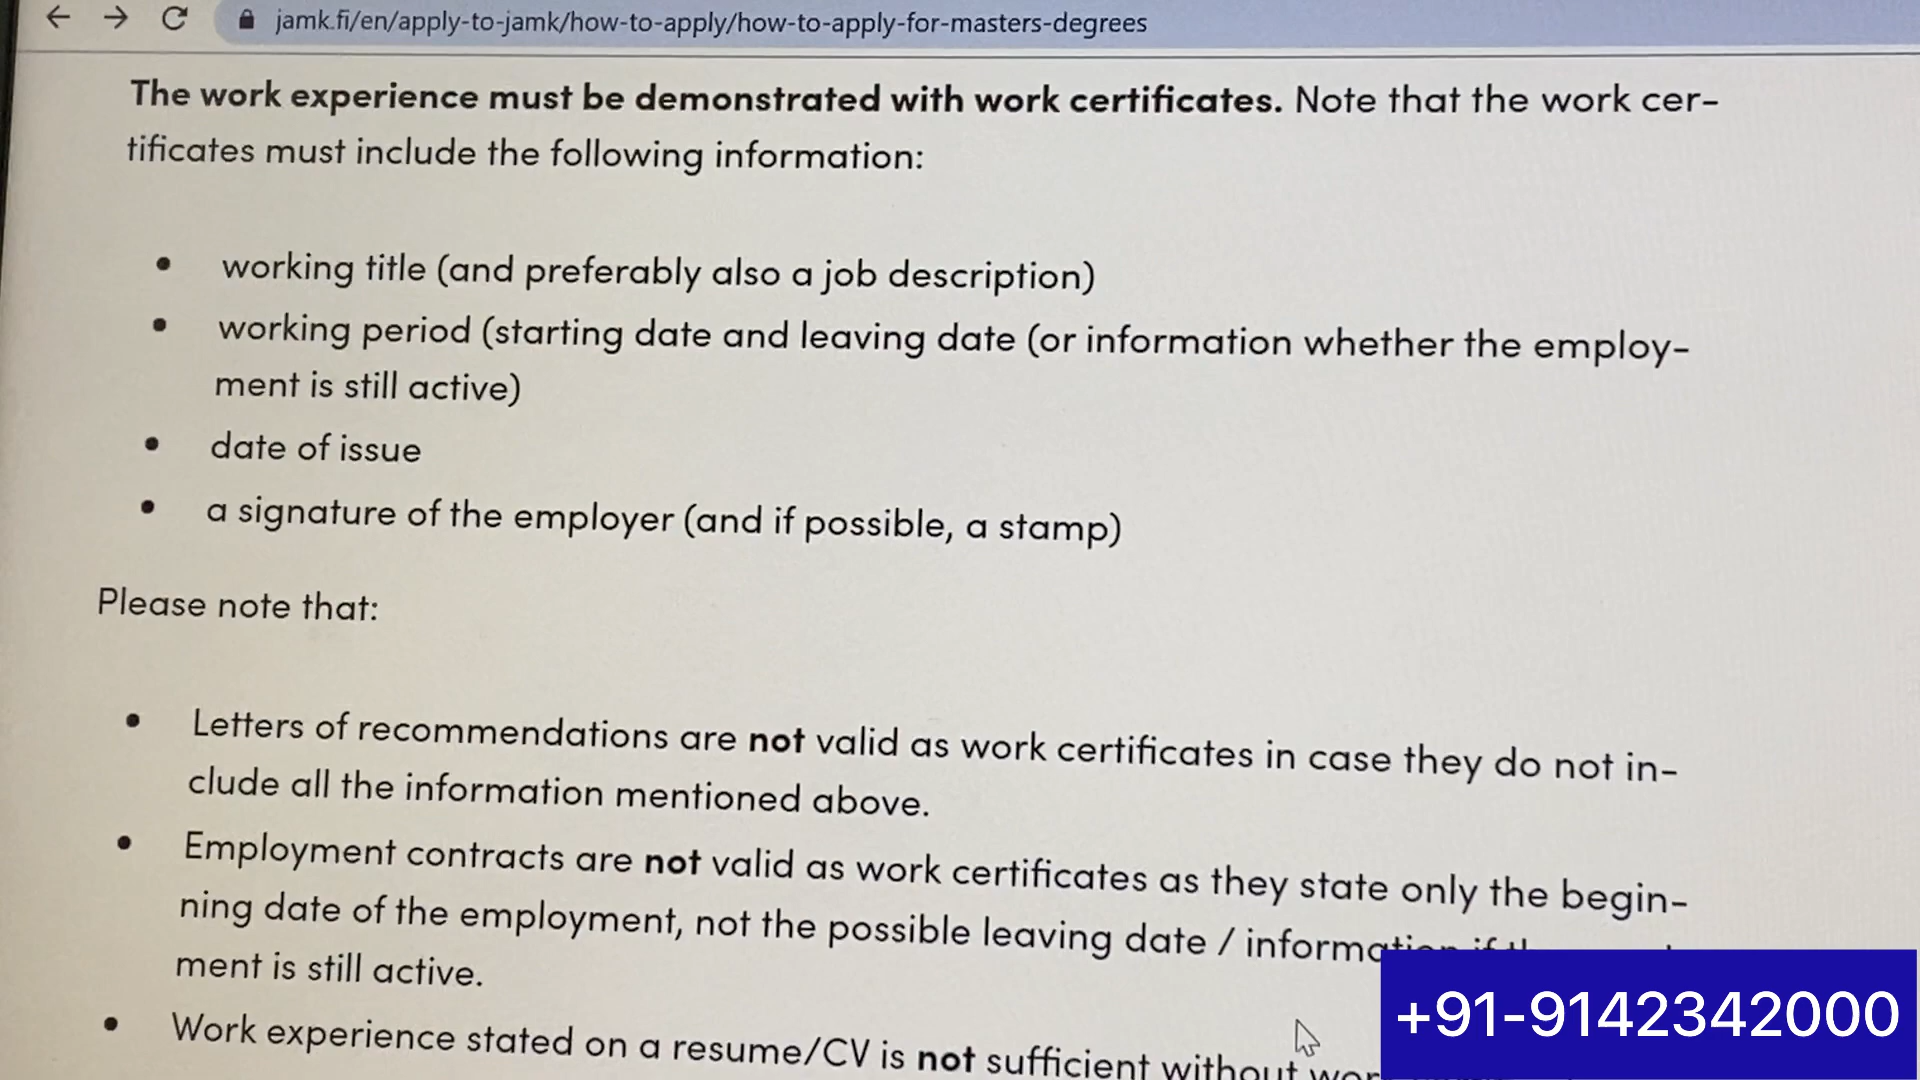 jamk.fi/en/apply-to-jamk/how-to-apply/how-to-apply-for-masters-degrees
The work experience must be demonstrated with work certificates. Note that the work cer-
tificates must include the following information:
• working title (and preferably also a job description)
• working period (starting date and leaving date (or information whether the employ-
ment is still active)
• date of issue
• a signature of the employer (and if possible, a stamp)
Please note that:
• Letters of recommendations are not valid as work certificates in case they do not in-
clude all the information mentioned above.
• Employment contracts are not valid as work certificates as they state only the begin-
ning date of the employment, not the possible leaving date / information if
ment is still active.
• Work experience stated on a resume/CV is not sufficient without
+91-9142342000